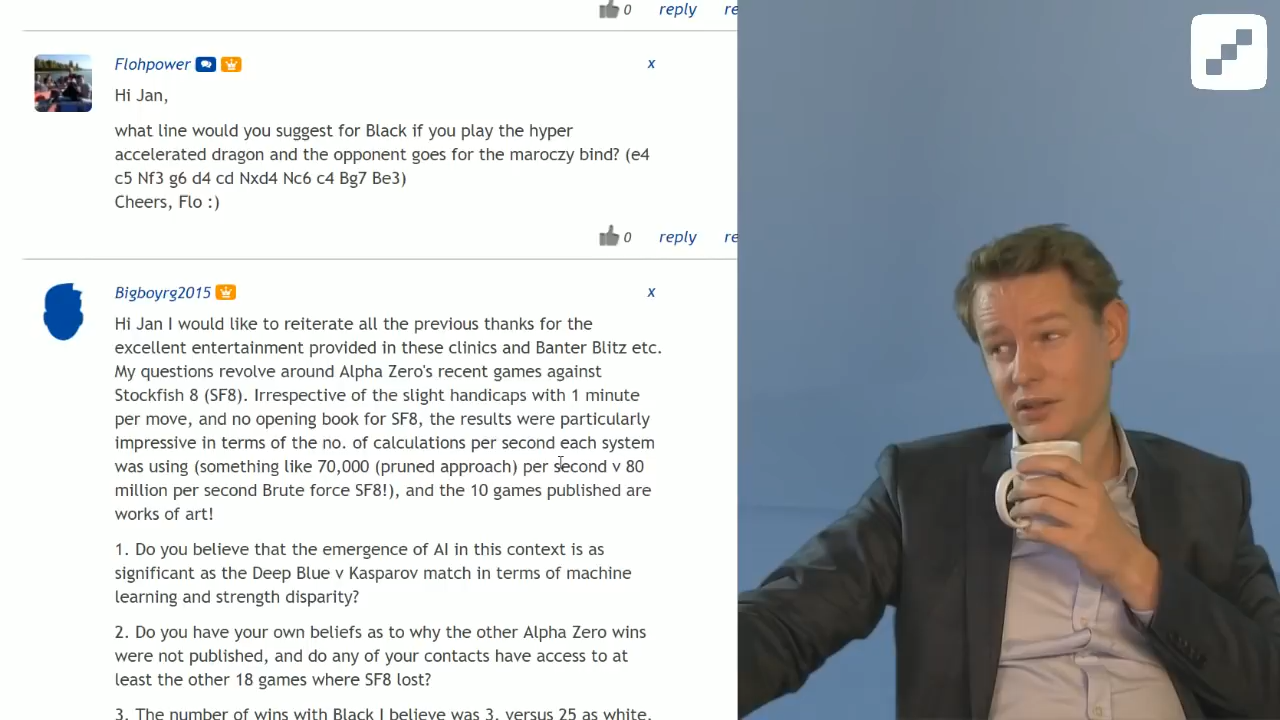 0 reply re
Flohpower
x
Hi Jan,
what line would you suggest for Black if you play the hyper
accelerated dragon and the opponent goes for the maroczy bind? (e4
c5 Nf3 g6 d4 cd Nxd4 Nc6 c4 Bg7 Be3)
Cheers, Flo :)
0 reply re
Bigboyrg2015
x
Hi Jan I would like to reiterate all the previous thanks for the
excellent entertainment provided in these clinics and Banter Blitz etc.
My questions revolve around Alpha Zero's recent games against
Stockfish 8 (SF8). Irrespective of the slight handicaps with 1 minute
per move, and no opening book for SF8, the results were particularly
impressive in terms of the no. of calculations per second each system
was using (something like 70,000 (pruned approach) per second v 80
million per second Brute force SF8!), and the 10 games published are
works of art!
1. Do you believe that the emergence of AI in this context is as
significant as the Deep Blue v Kasparov match in terms of machine
learning and strength disparity?
2. Do you have your own beliefs as to why the other Alpha Zero wins
were not published, and do any of your contacts have access to at
least the other 18 games where SF8 lost?
3. The number of wins with Black I believe was 3, versus 25 as white.